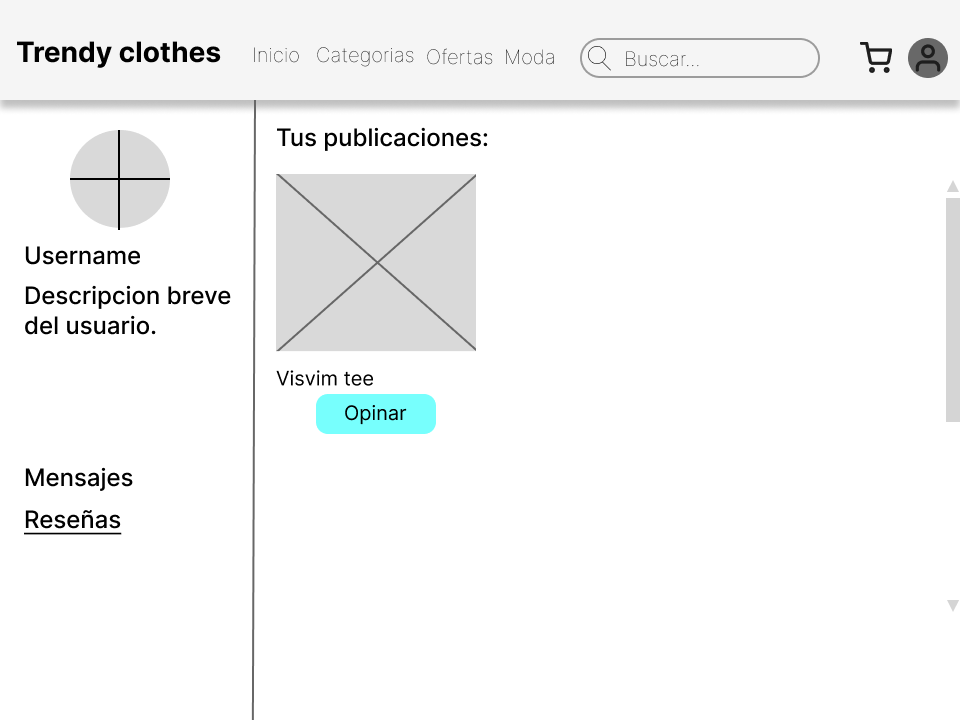 Trendy clothes
Inicio Categorias Ofertas Moda
Buscar...
Username
Descripcion breve
del usuario.
Mensajes
Reseñas
Tus publicaciones:
Visvim tee
Opinar